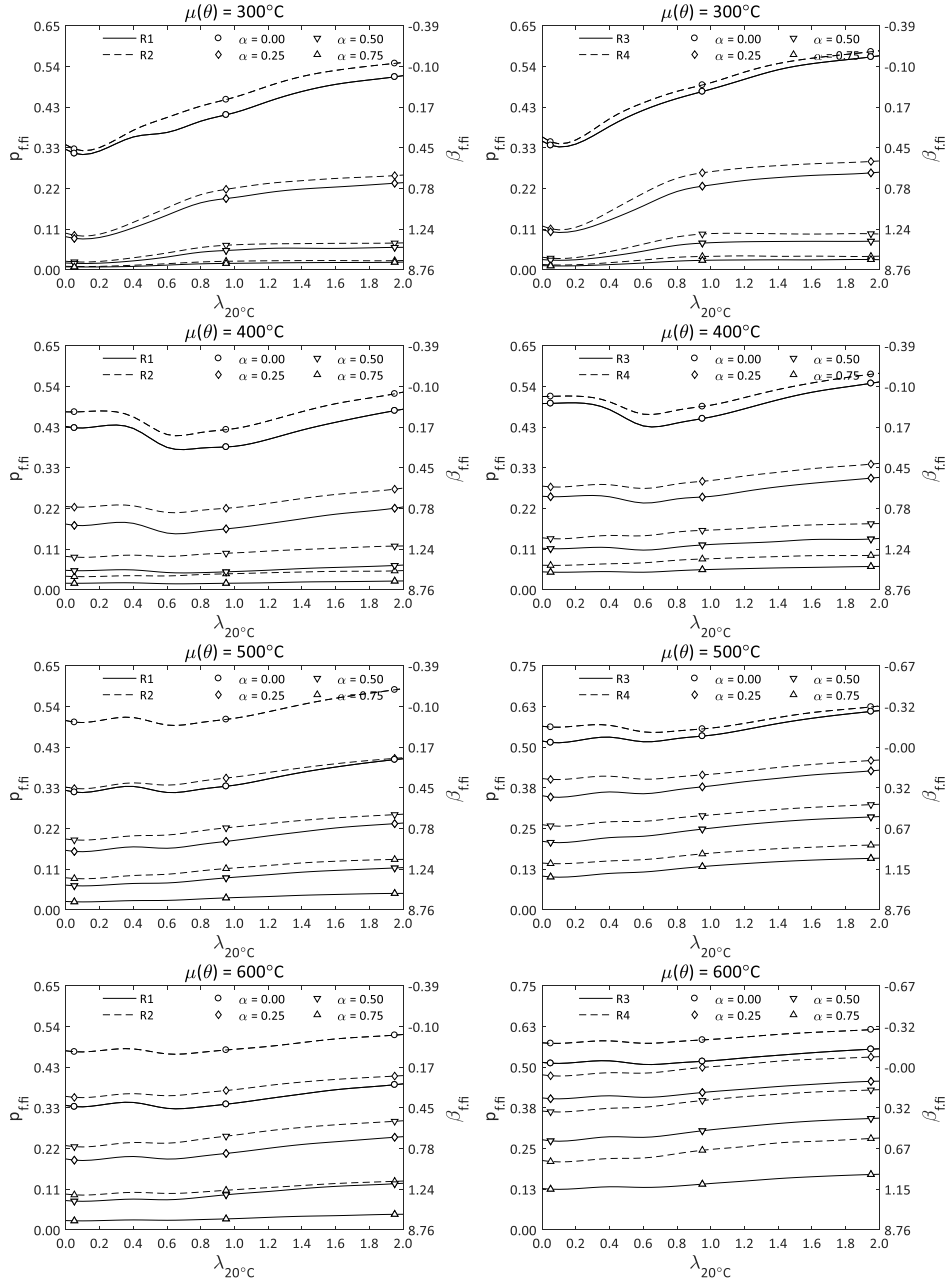 μ(θ) = 300°C
R1 α = 0.00 α = 0.50
R2 α = 0.25 α = 0.75
0.65 0.54 0.43 0.33 0.22 0.11 0.00
p_f,fi
-0.39 -0.10 0.17 0.45 0.78 1.24 8.76
β_f,fi
0.0 0.2 0.4 0.6 0.8 1.0 1.2 1.4 1.6 1.8 2.0
λ_20°C
μ(θ) = 300°C
R3 α = 0.00 α = 0.50
R4 α = 0.25 α = 0.75
0.65 0.54 0.43 0.33 0.22 0.11 0.00
p_f,fi
-0.39 -0.10 0.17 0.45 0.78 1.24 8.76
β_f,fi
0.0 0.2 0.4 0.6 0.8 1.0 1.2 1.4 1.6 1.8 2.0
λ_20°C
μ(θ) = 400°C
R1 α = 0.00 α = 0.50
R2 α = 0.25 α = 0.75
0.65 0.54 0.43 0.33 0.22 0.11 0.00
p_f,fi
-0.39 -0.10 0.17 0.45 0.78 1.24 8.76
β_f,fi
0.0 0.2 0.4 0.6 0.8 1.0 1.2 1.4 1.6 1.8 2.0
λ_20°C
μ(θ) = 400°C
R3 α = 0.00 α = 0.50
R4 α = 0.25 α = 0.75
0.65 0.54 0.43 0.33 0.22 0.11 0.00
p_f,fi
-0.39 -0.10 0.17 0.45 0.78 1.24 8.76
β_f,fi
0.0 0.2 0.4 0.6 0.8 1.0 1.2 1.4 1.6 1.8 2.0
λ_20°C
μ(θ) = 500°C
R1 α = 0.00 α = 0.50
R2 α = 0.25 α = 0.75
0.65 0.54 0.43 0.33 0.22 0.11 0.00
p_f,fi
-0.39 -0.10 0.17 0.45 0.78 1.24 8.76
β_f,fi
0.0 0.2 0.4 0.6 0.8 1.0 1.2 1.4 1.6 1.8 2.0
λ_20°C
μ(θ) = 500°C
R3 α = 0.00 α = 0.50
R4 α = 0.25 α = 0.75
0.75 0.63 0.50 0.38 0.25 0.13 0.00
p_f,fi
-0.67 -0.32 -0.00 0.32 0.67 1.15 8.76
β_f,fi
0.0 0.2 0.4 0.6 0.8 1.0 1.2 1.4 1.6 1.8 2.0
λ_20°C
μ(θ) = 600°C
R1 α = 0.00 α = 0.50
R2 α = 0.25 α = 0.75
0.65 0.54 0.43 0.33 0.22 0.11 0.00
p_f,fi
-0.39 -0.10 0.17 0.45 0.78 1.24 8.76
β_f,fi
0.0 0.2 0.4 0.6 0.8 1.0 1.2 1.4 1.6 1.8 2.0
λ_20°C
μ(θ) = 600°C
R3 α = 0.00 α = 0.50
R4 α = 0.25 α = 0.75
0.75 0.63 0.50 0.38 0.25 0.13 0.00
p_f,fi
-0.67 -0.32 -0.00 0.32 0.67 1.15 8.76
β_f,fi
0.0 0.2 0.4 0.6 0.8 1.0 1.2 1.4 1.6 1.8 2.0
λ_20°C